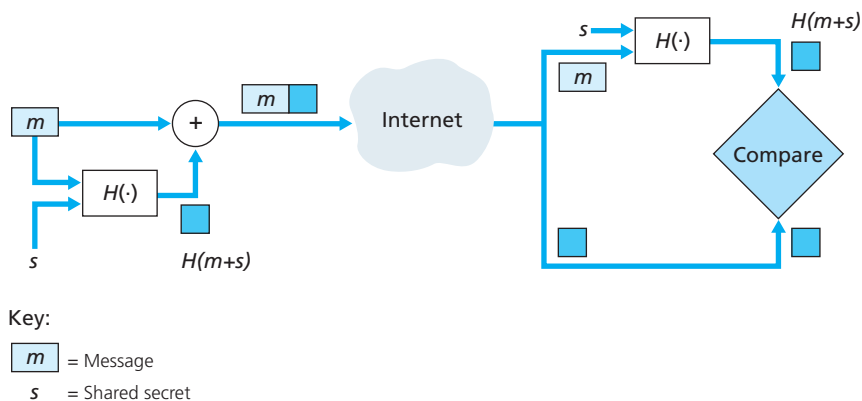 m
H(·)
s
H(m+s)
+
m
Internet
s
m
H(·)
H(m+s)
Compare
Key:
m = Message
s = Shared secret